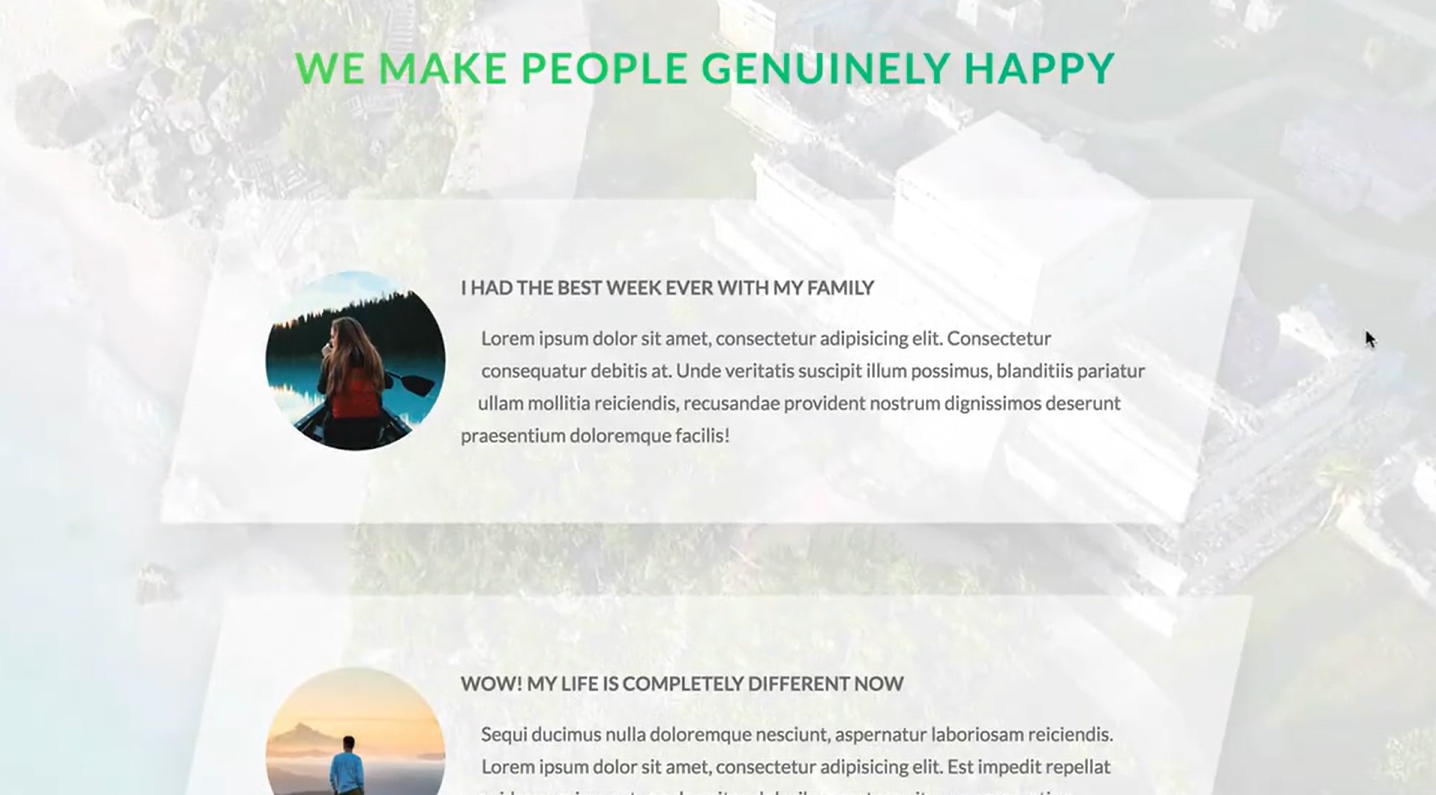 WE MAKE PEOPLE GENUINELY HAPPY
I HAD THE BEST WEEK EVER WITH MY FAMILY
Lorem ipsum dolor sit amet, consectetur adipisicing elit. Consectetur
consequatur debitis at. Unde veritatis suscipit illum possimus, blanditiis pariatur
ullam mollitia reiciendis, recusandae provident nostrum dignissimos deserunt
praesentium doloremque facilis!
WOW! MY LIFE IS COMPLETELY DIFFERENT NOW
Sequi ducimus nulla doloremque nesciunt, aspernatur laboriosam reiciendis.
Lorem ipsum dolor sit amet, consectetur adipisicing elit. Est impedit repellat